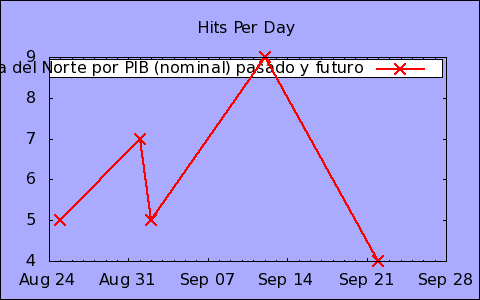 Hits Per Day
9
a del Norte por PIB (nominal) pasado y futuro
8
7
6
5
4
Aug 24 Aug 31 Sep 07 Sep 14 Sep 21 Sep 28